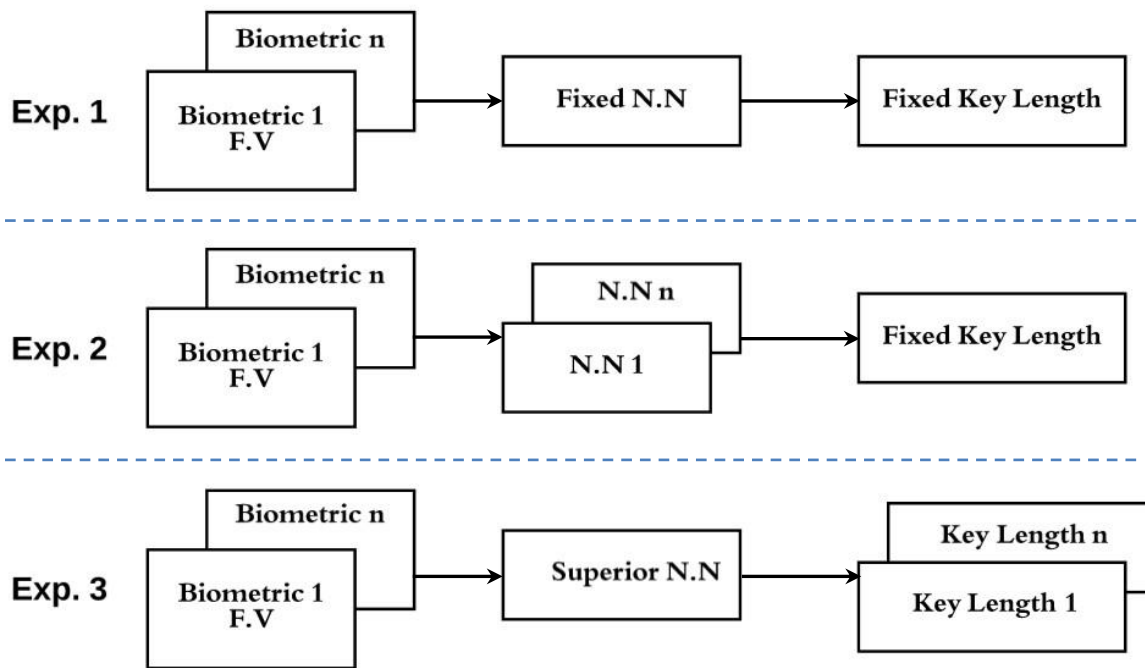 Exp. 1
Biometric n
Biometric 1
F.V
Fixed N.N
Fixed Key Length
Exp. 2
Biometric n
Biometric 1
F.V
N.N n
N.N 1
Fixed Key Length
Exp. 3
Biometric n
Biometric 1
F.V
Superior N.N
Key Length n
Key Length 1